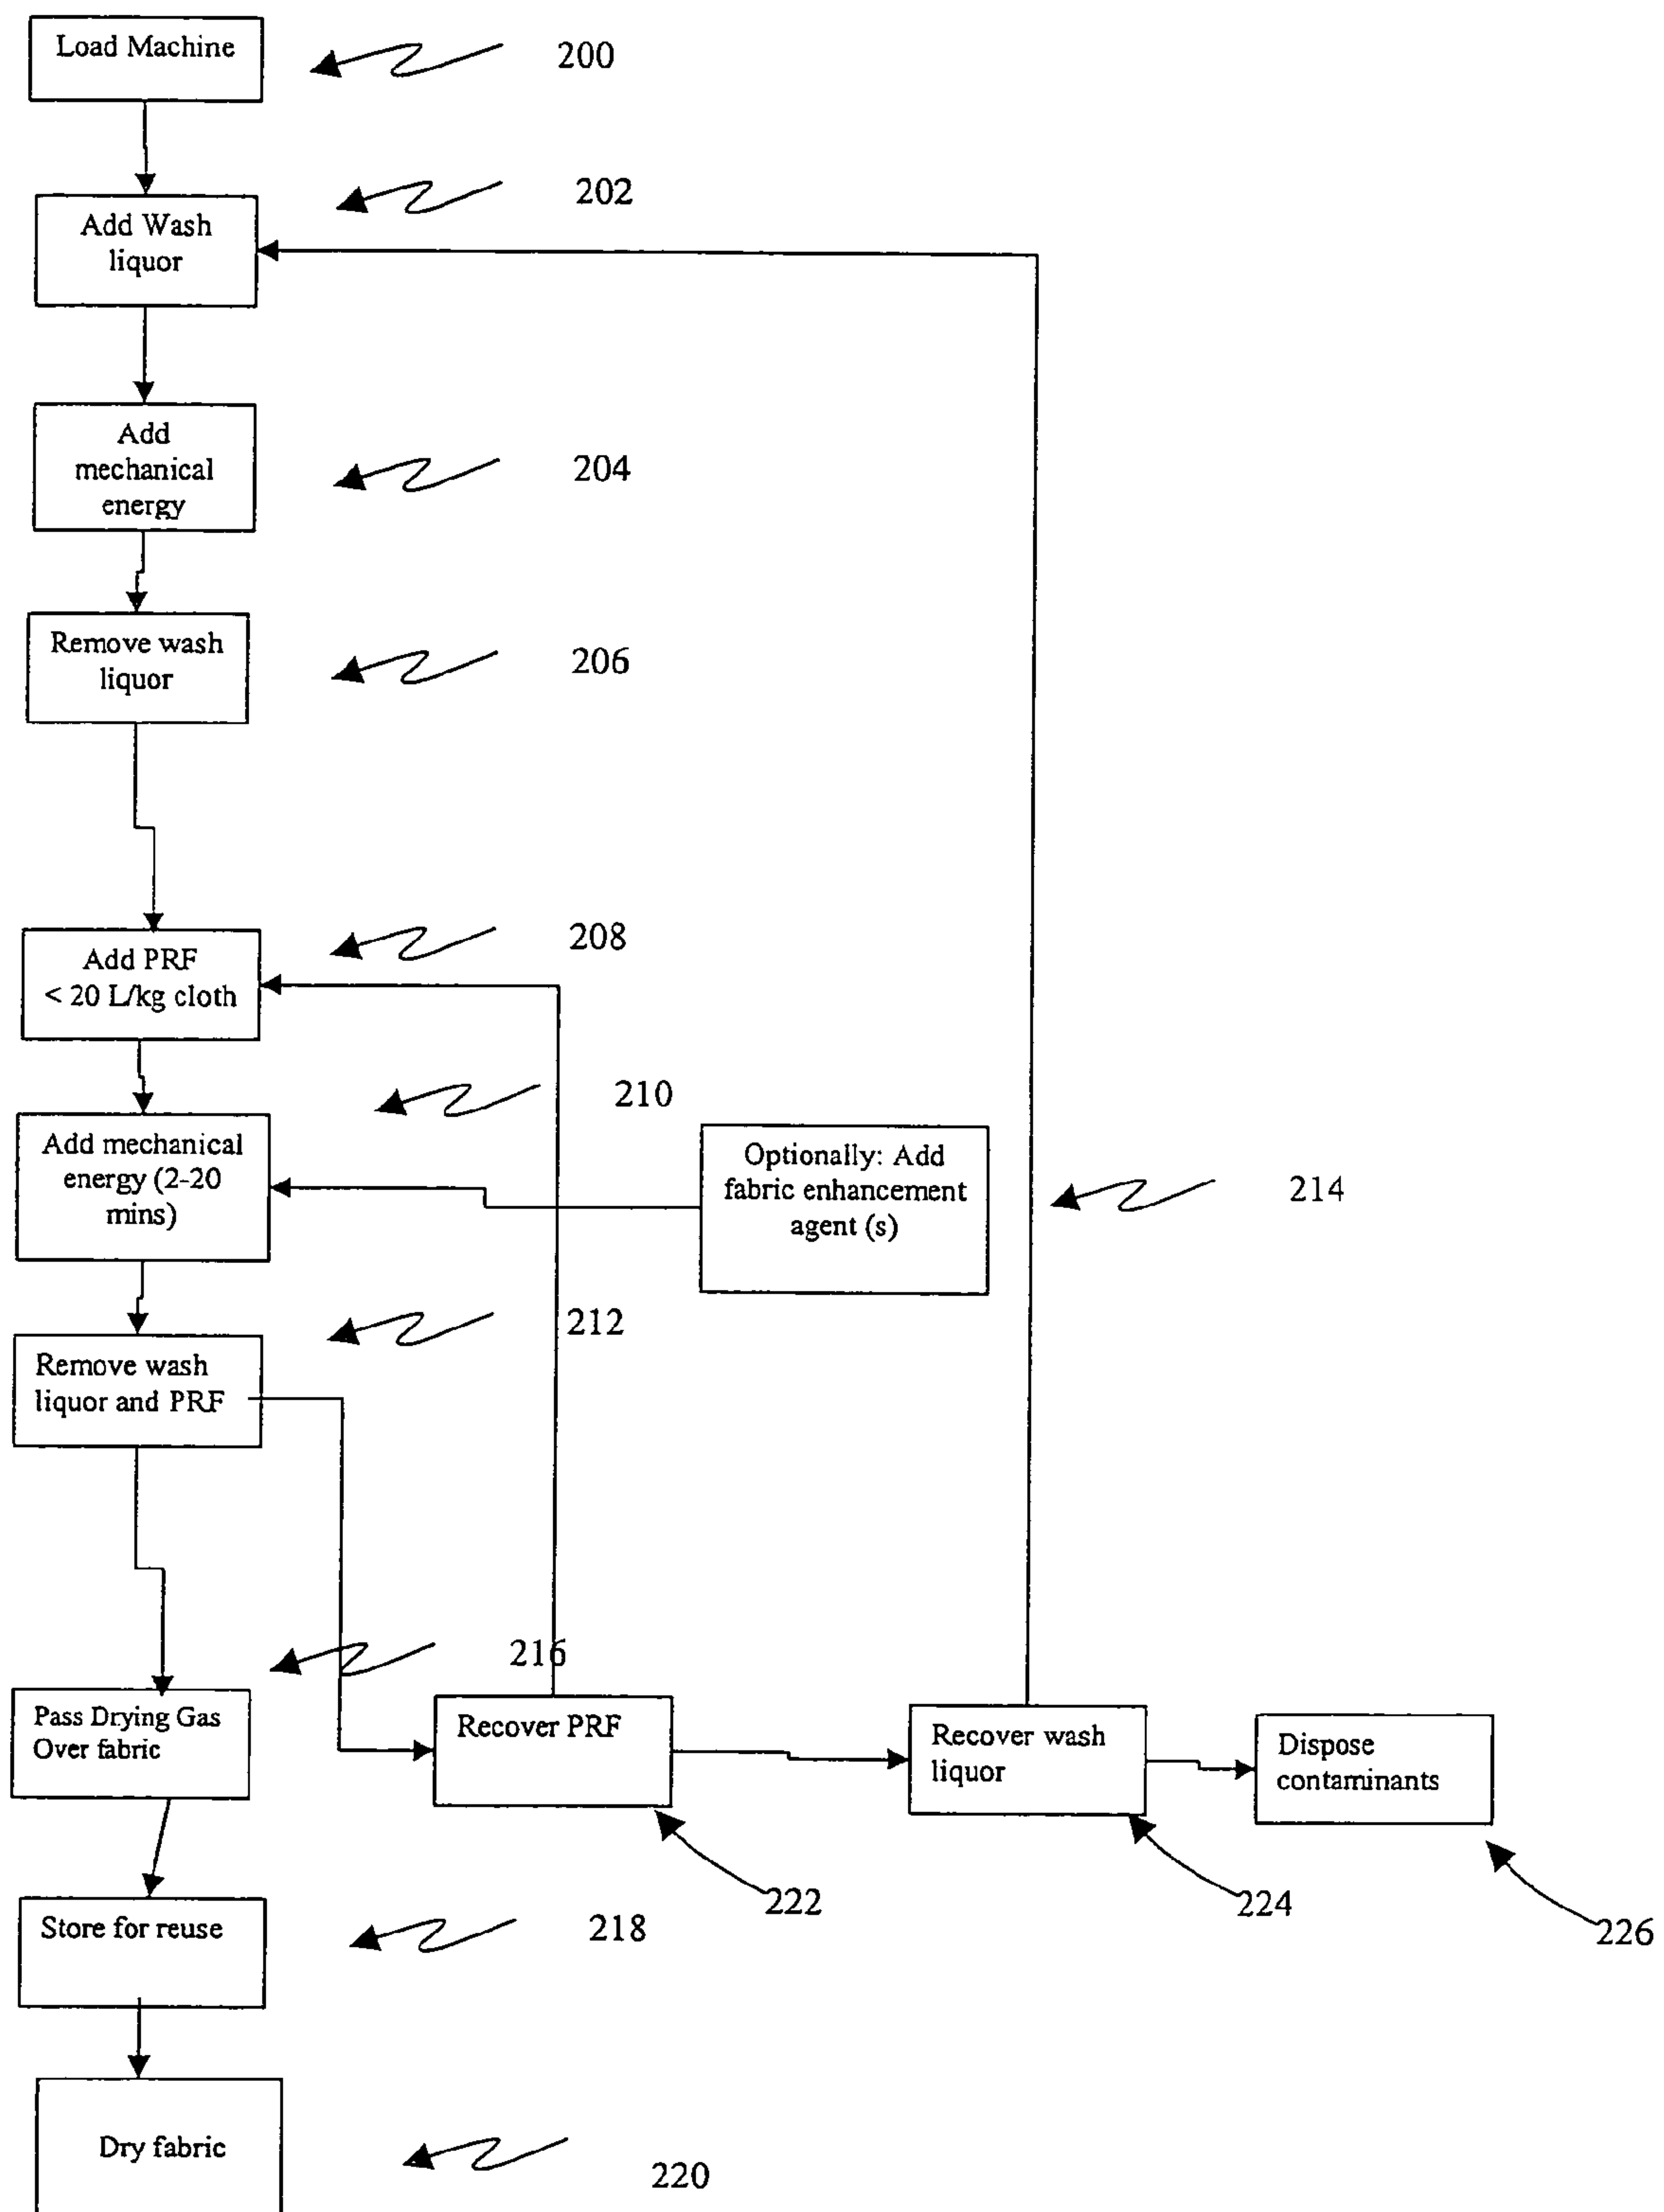 Load Machine
200
202
Add Wash
liquor
Add
mechanical
energy
204
Remove wash
liquor
206
208
Add PRF
< 20 L/kg cloth
210
Add mechanical
energy (2-20
mins)
Optionally: Add
fabric enhancement
agent (s)
214
212
Remove wash
liquor and PRF
216
Pass Drying Gas
Over fabric
Recover PRF
Recover wash
liquor
Dispose
contaminants
222
224
226
Store for reuse
218
Dry fabric
220